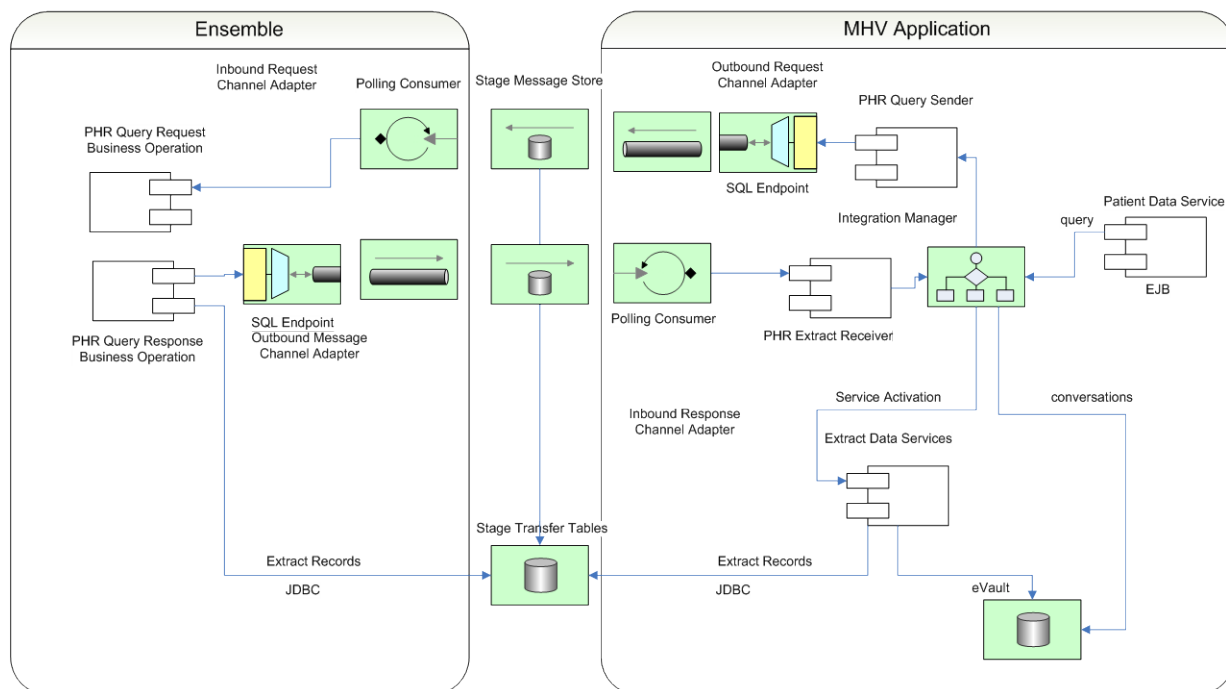 Ensemble
MHV Application
Inbound Request
Channel Adapter
Polling Consumer
Stage Message Store
Outbound Request
Channel Adapter
PHR Query Sender
PHR Query Request
Business Operation
SQL Endpoint
Integration Manager
Patient Data Service
query
EJB
SQL Endpoint
Outbound Message
Channel Adapter
PHR Query Response
Business Operation
Polling Consumer
PHR Extract Receiver
Service Activation
conversations
Inbound Response
Channel Adapter
Extract Data Services
Stage Transfer Tables
Extract Records
JDBC
Extract Records
JDBC
eVault